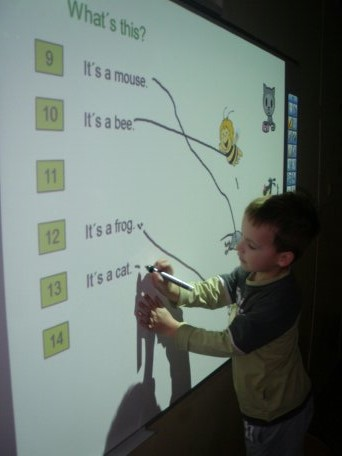 What's this?
9
It´s a mouse.
10
It´s a bee.
11
12
It´s a frog.
13
It´s a cat.
14